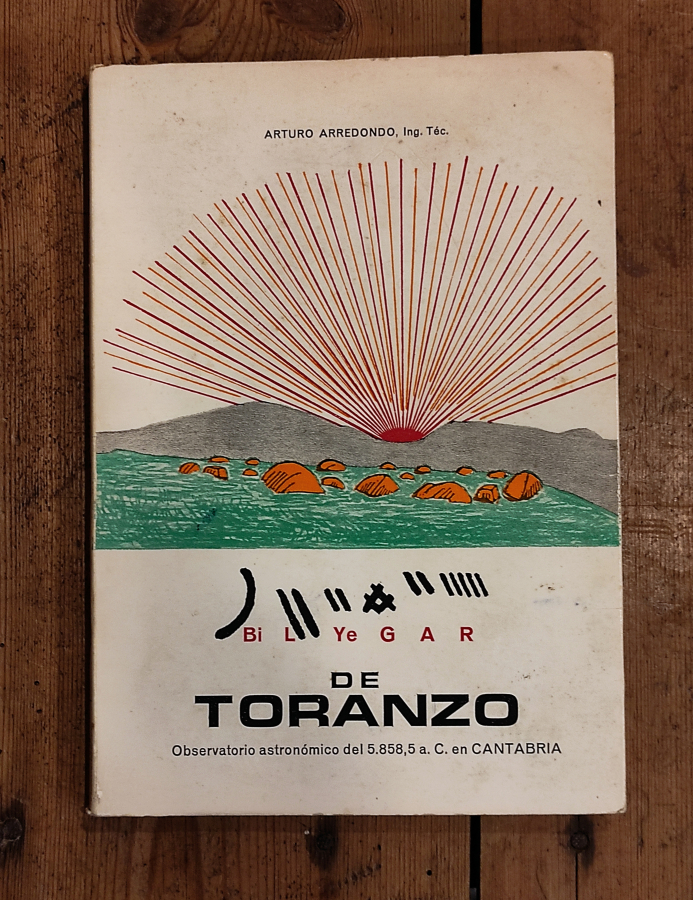 ARTURO ARREDONDO, Ing. Téc.
Bi L Ye G A R
DE
TORANZO
Observatorio astronómico del 5.858,5 a. C. en CANTABRIA